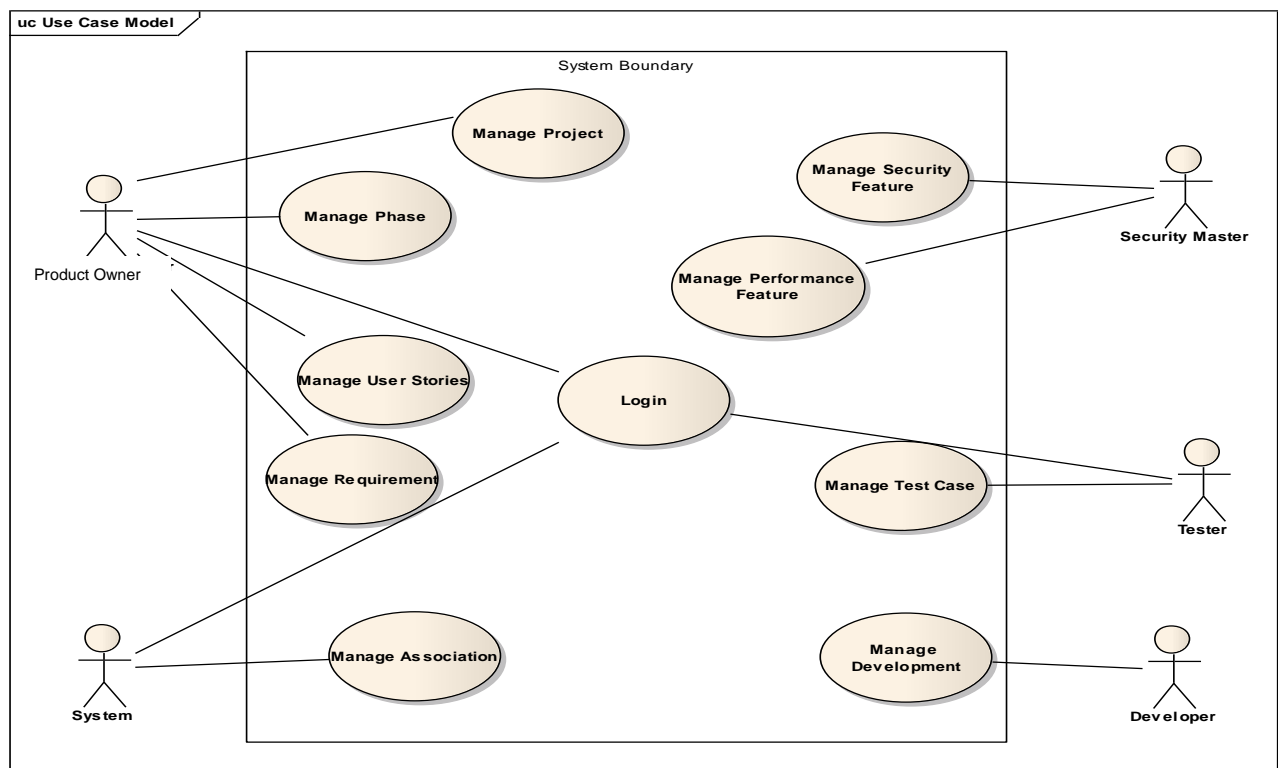 uc Use Case Model
System Boundary
Manage Project
Manage Security
Feature
Manage Phase
Security Master
Product Owner
Manage Performance
Feature
Manage User Stories
Login
Manage Requirement
Manage Test Case
Tester
Manage Association
Manage
Development
System
Developer